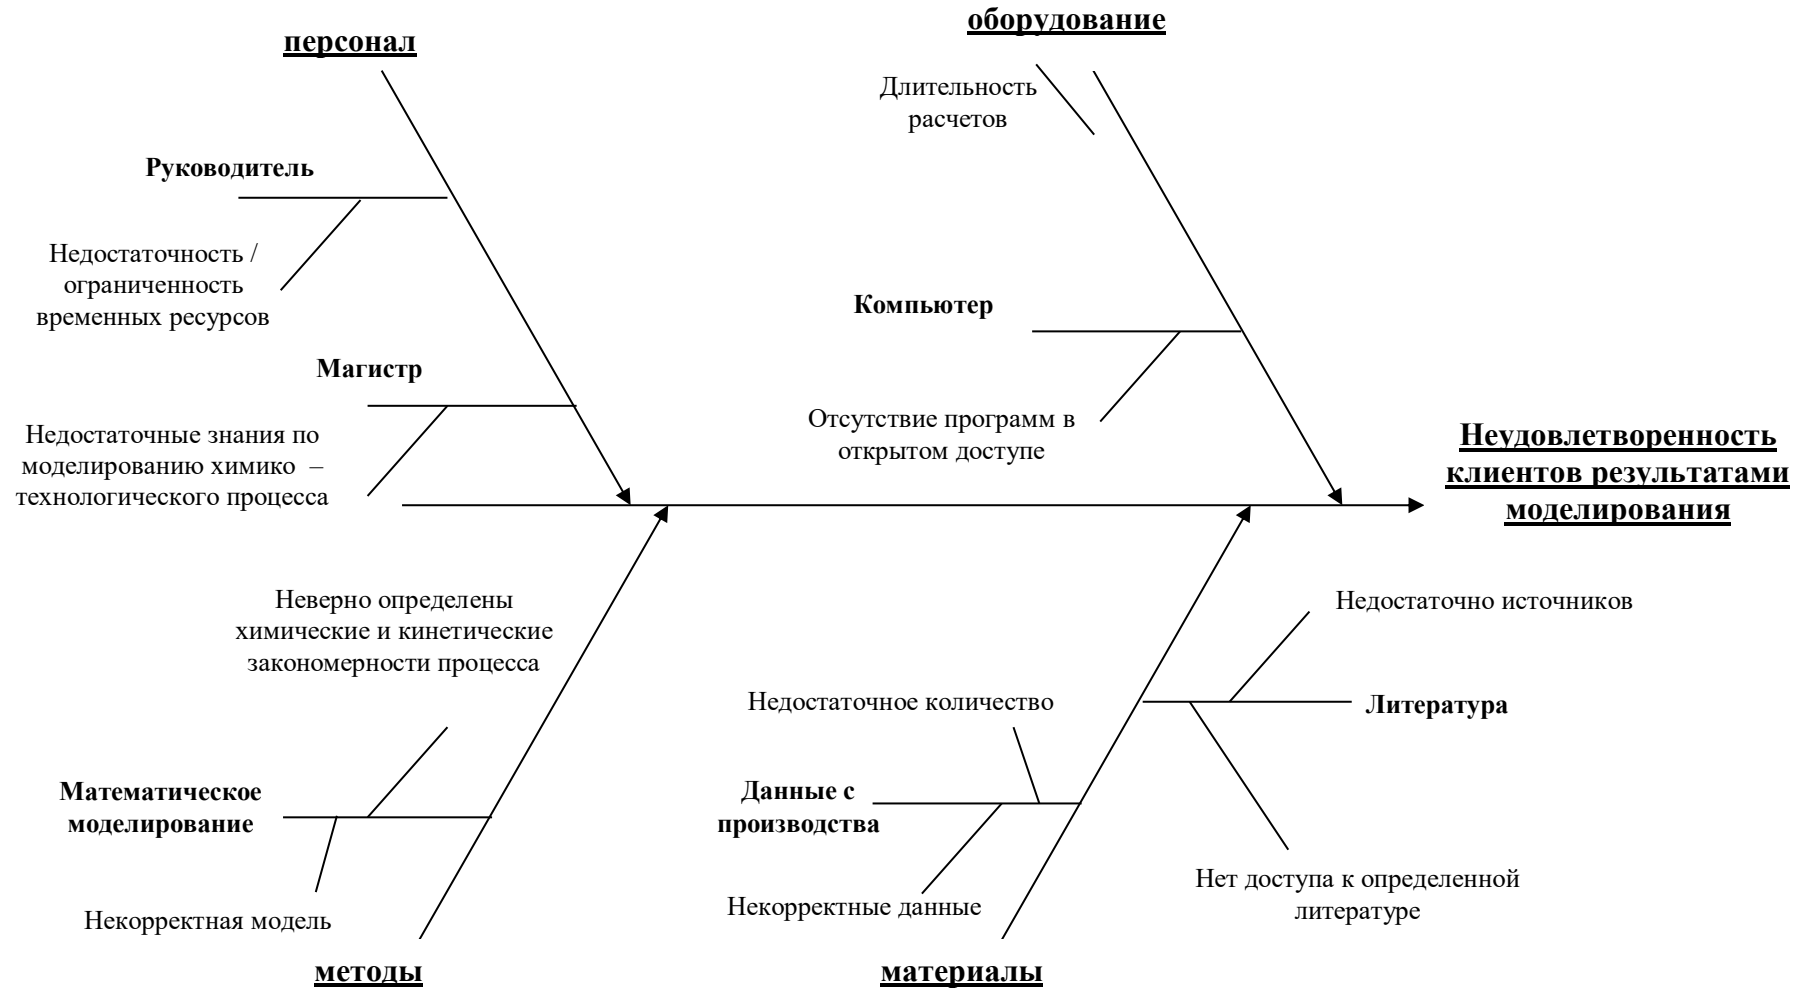 оборудование
персонал
Длительность
расчетов
Руководитель
Недостаточность /
ограниченность
временных ресурсов
Компьютер
Магистр
Отсутствие программ в
открытом доступе
Недостаточные знания по
моделированию химико –
технологического процесса
Неудовлетворенность
клиентов результатами
моделирования
Неверно определены
химические и кинетические
закономерности процесса
Недостаточно источников
Недостаточное количество
Литература
Математическое
моделирование
Данные с
производства
Нет доступа к определенной
литературе
Некорректные данные
Некорректная модель
методы
материалы